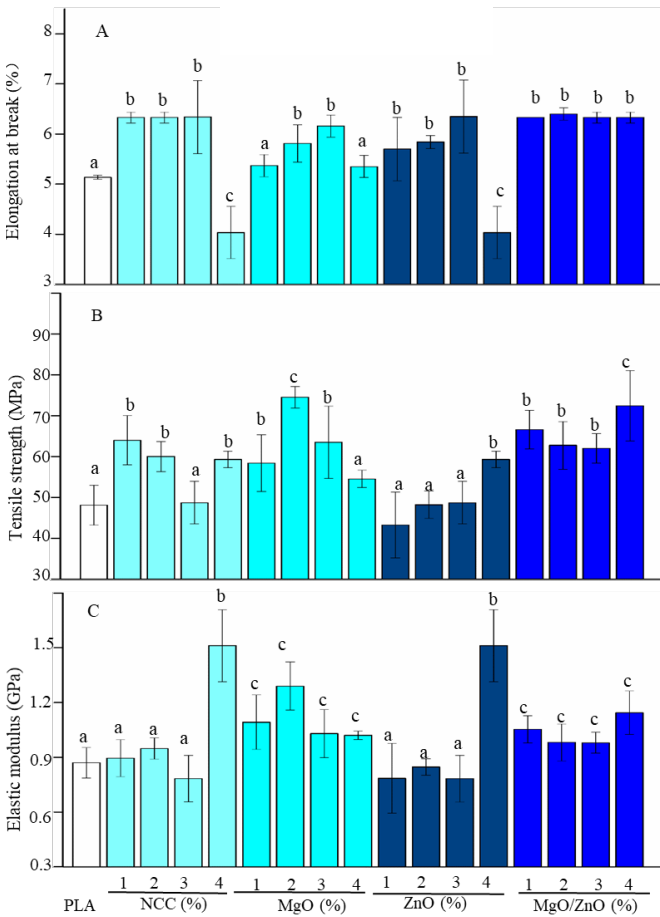 A
Elongation at break (%)
8
7
6
5
4
3
a
b
b
b
c
a
b
b
a
b
b
b
c
b
b
b
b
B
Tensile strength (MPa)
90
80
70
60
50
40
30
a
b
b
a
b
b
c
b
a
a
a
a
b
b
b
b
c
C
Elastic modulus (GPa)
1.5
1.2
0.9
0.6
0.3
a
a
a
a
b
c
c
c
c
a
a
a
b
c
c
c
c
1 2 3 4 1 2 3 4 1 2 3 4 1 2 3 4
PLA NCC (%) MgO (%) ZnO (%) MgO/ZnO (%)